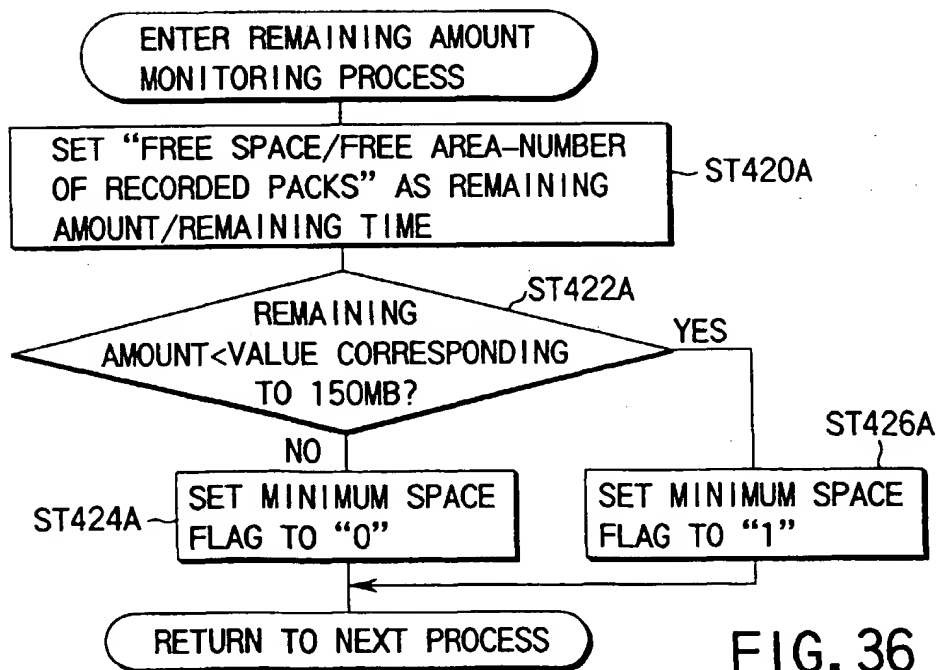 ENTER REMAINING AMOUNT
MONITORING PROCESS
SET “FREE SPACE/FREE AREA–NUMBER
OF RECORDED PACKS” AS REMAINING
AMOUNT/REMAINING TIME
ST420A
ST422A
REMAINING
AMOUNT<VALUE CORRESPONDING
TO 150MB?
YES
NO
ST426A
ST424A
SET MINIMUM SPACE
FLAG TO “0”
SET MINIMUM SPACE
FLAG TO “1”
RETURN TO NEXT PROCESS
FIG. 36